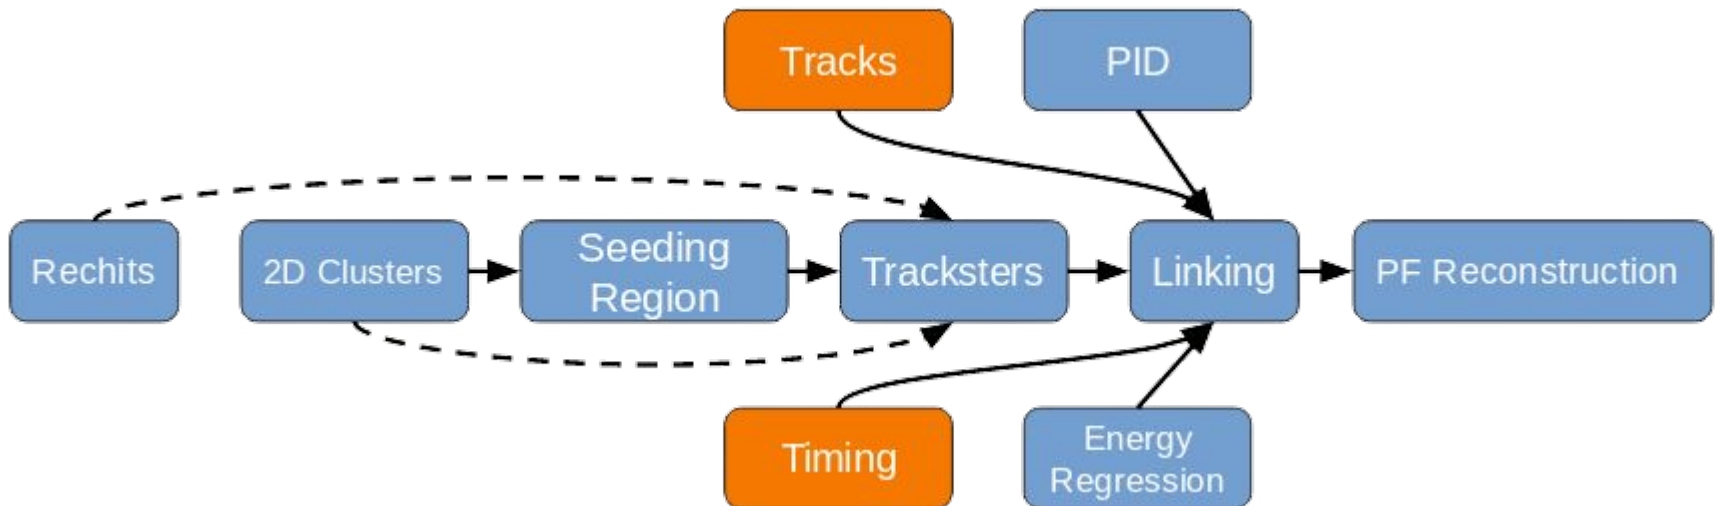 Tracks
PID
Rechits
2D Clusters
Seeding
Region
Tracksters
Linking
PF Reconstruction
Timing
Energy
Regression